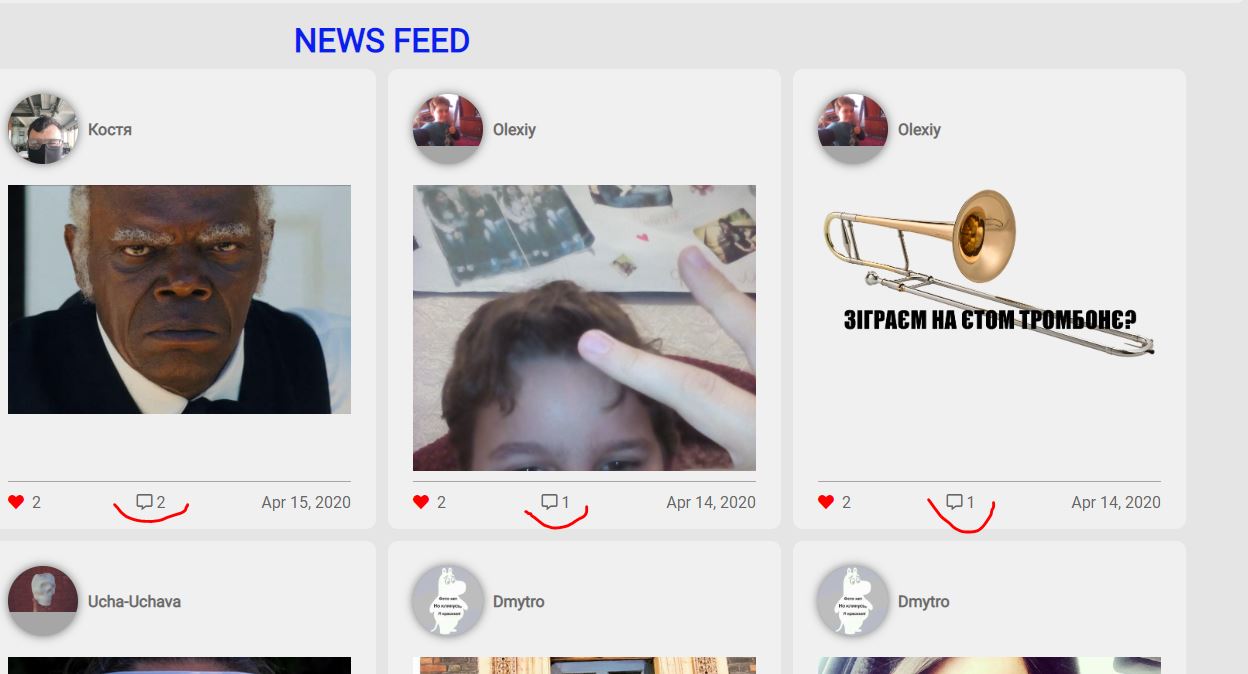 NEWS FEED
Костя
Olexiy
Olexiy
ЗІГРАЄМ НА ЄТОМ ТРОМБОНЄ?
2 2 Apr 15, 2020
2 1 Apr 14, 2020
2 1 Apr 14, 2020
Ucha-Uchava
Dmytro
Dmytro